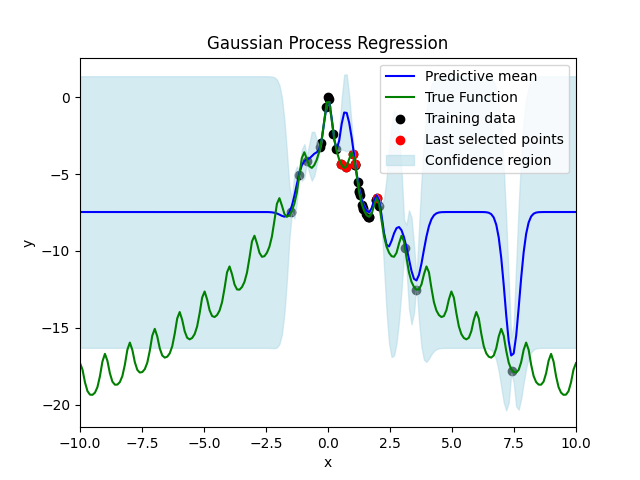 Gaussian Process Regression
Predictive mean
True Function
Training data
Last selected points
Confidence region
0
−5
−10
−15
−20
y
−10.0 −7.5 −5.0 −2.5 0.0 2.5 5.0 7.5 10.0
x